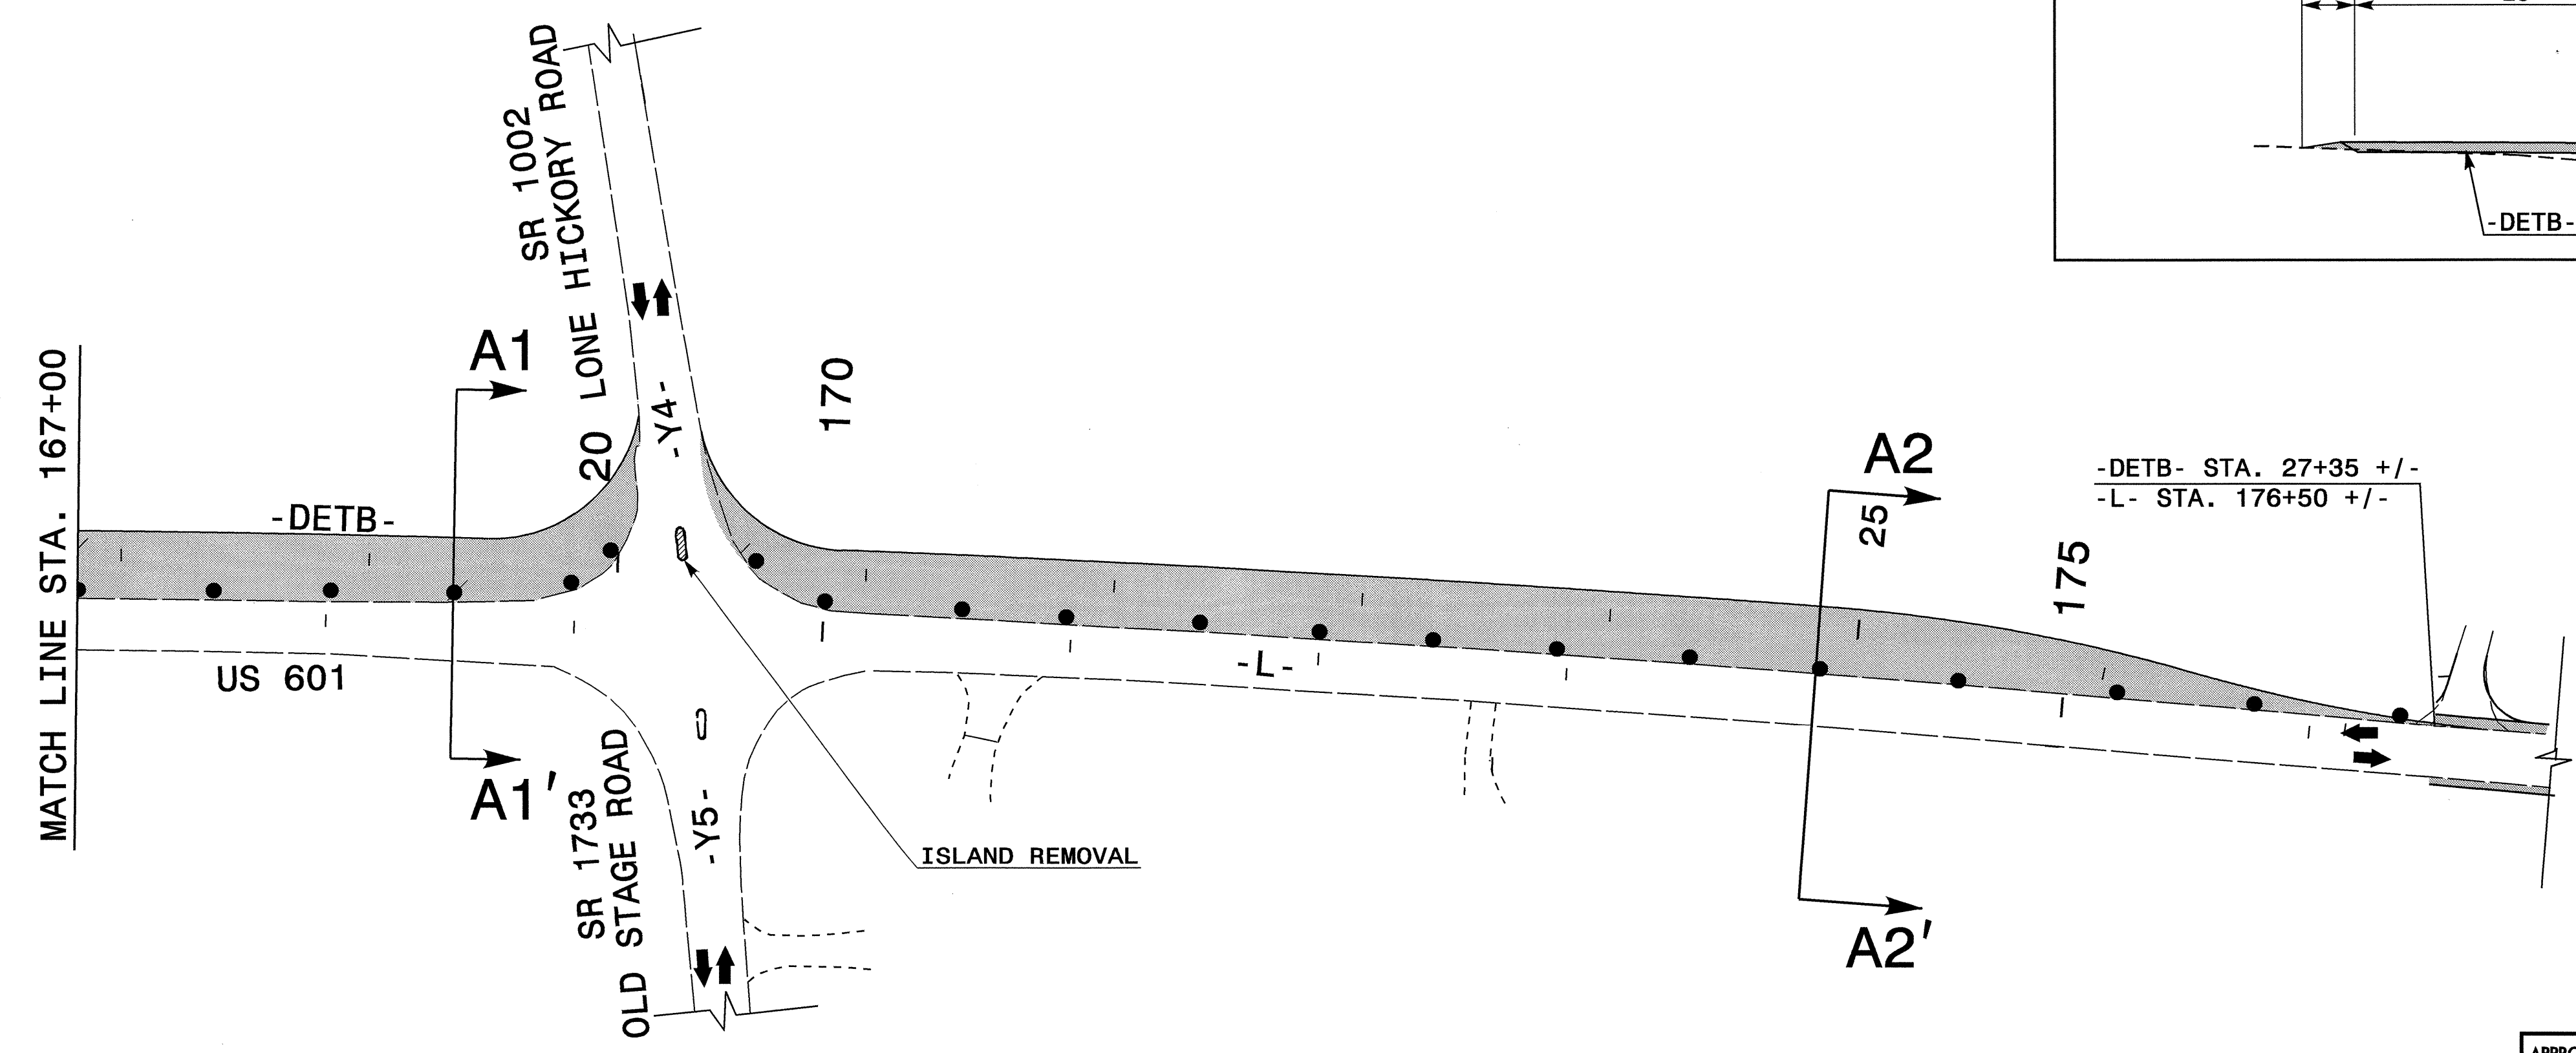 MATCH LINE STA. 167+00
-DETB-
US 601
A1
A1'
SR 1002
LONE HICKORY ROAD
20
-Y4-
170
SR 1733
OLD STAGE ROAD
-Y5-
ISLAND REMOVAL
-L-
A2
25
A2'
175
-DETB- STA. 27+35 +/-
-L- STA. 176+50 +/-
-DETB-